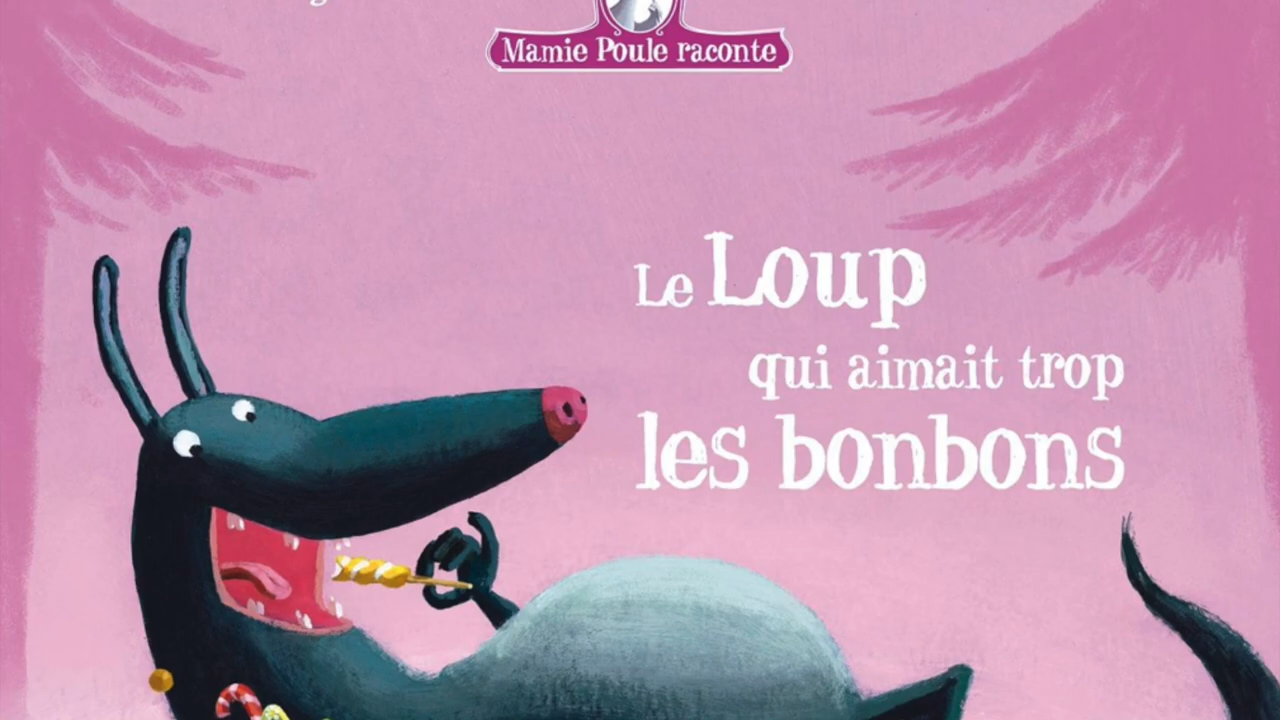 Mamie Poule raconte
Le Loup
qui aimait trop
les bonbons